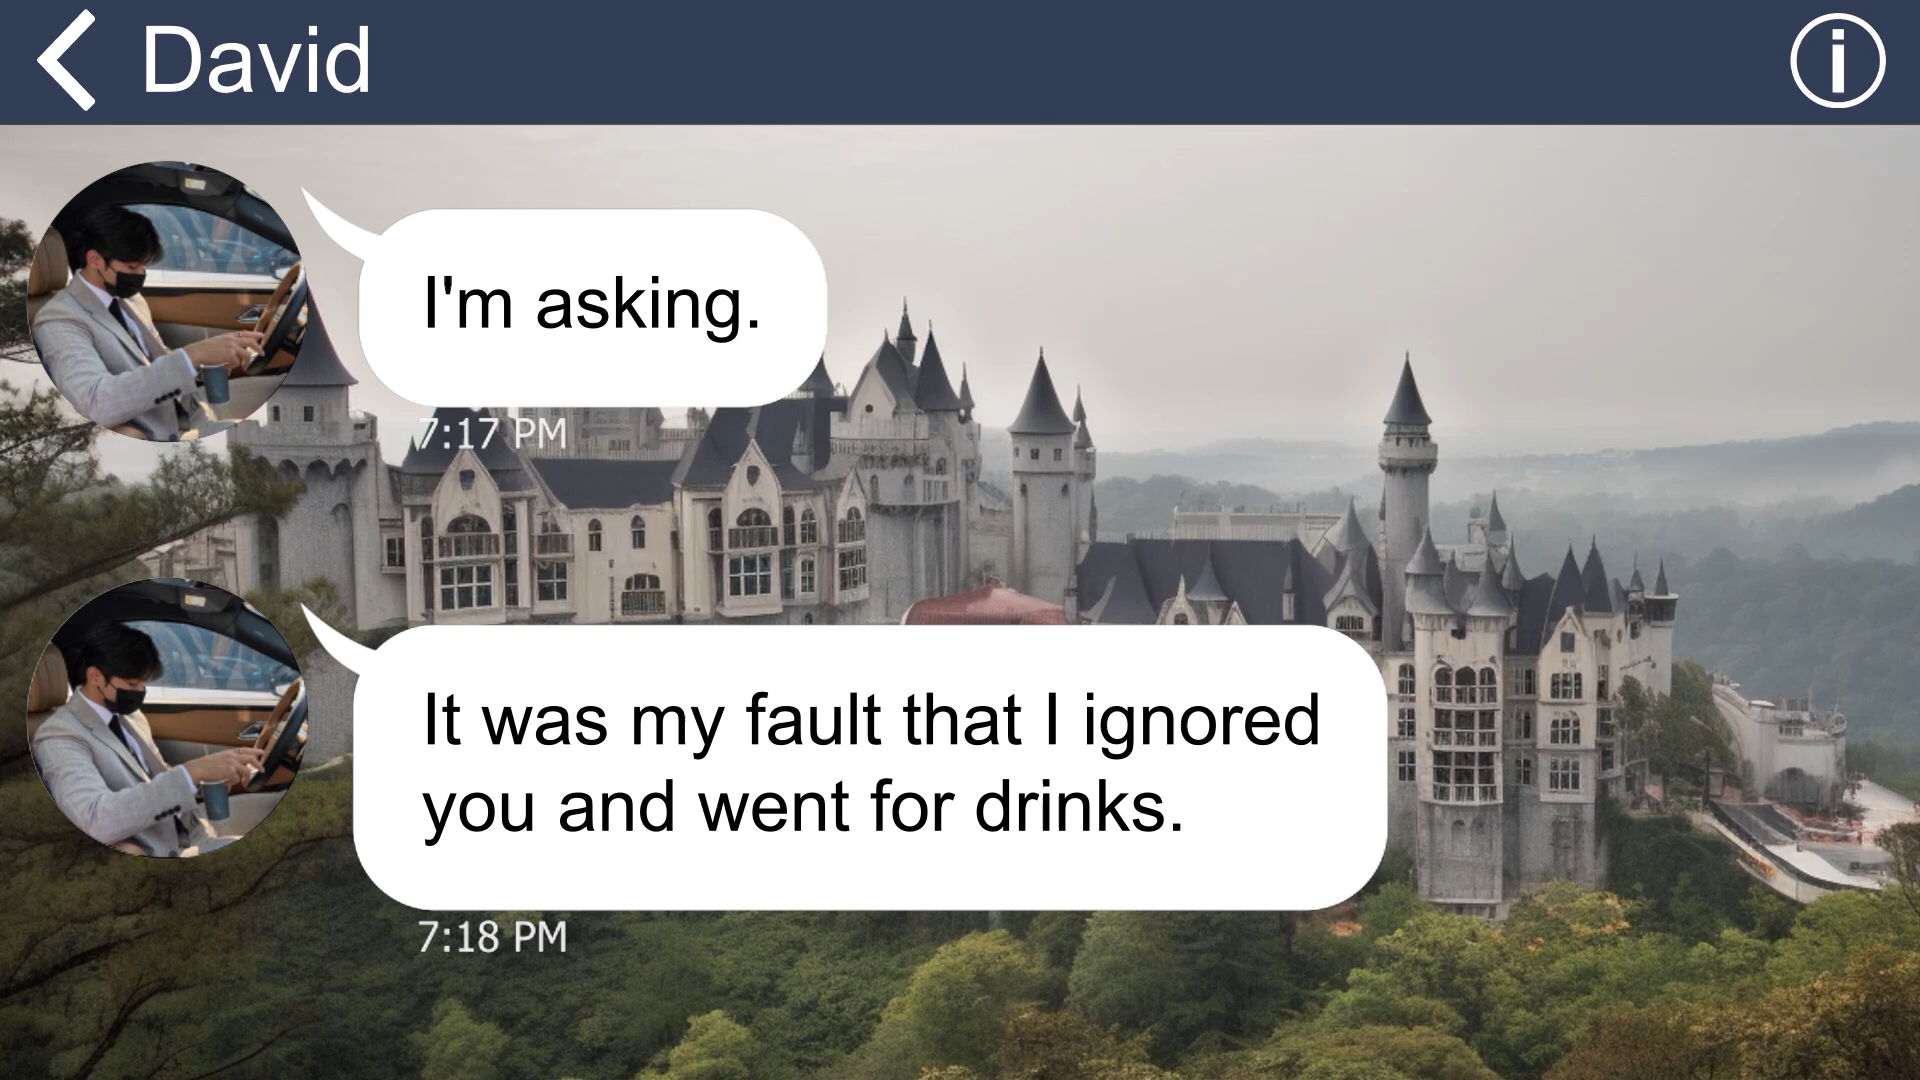 David
I'm asking.
7:17 PM
It was my fault that I ignored
you and went for drinks.
7:18 PM